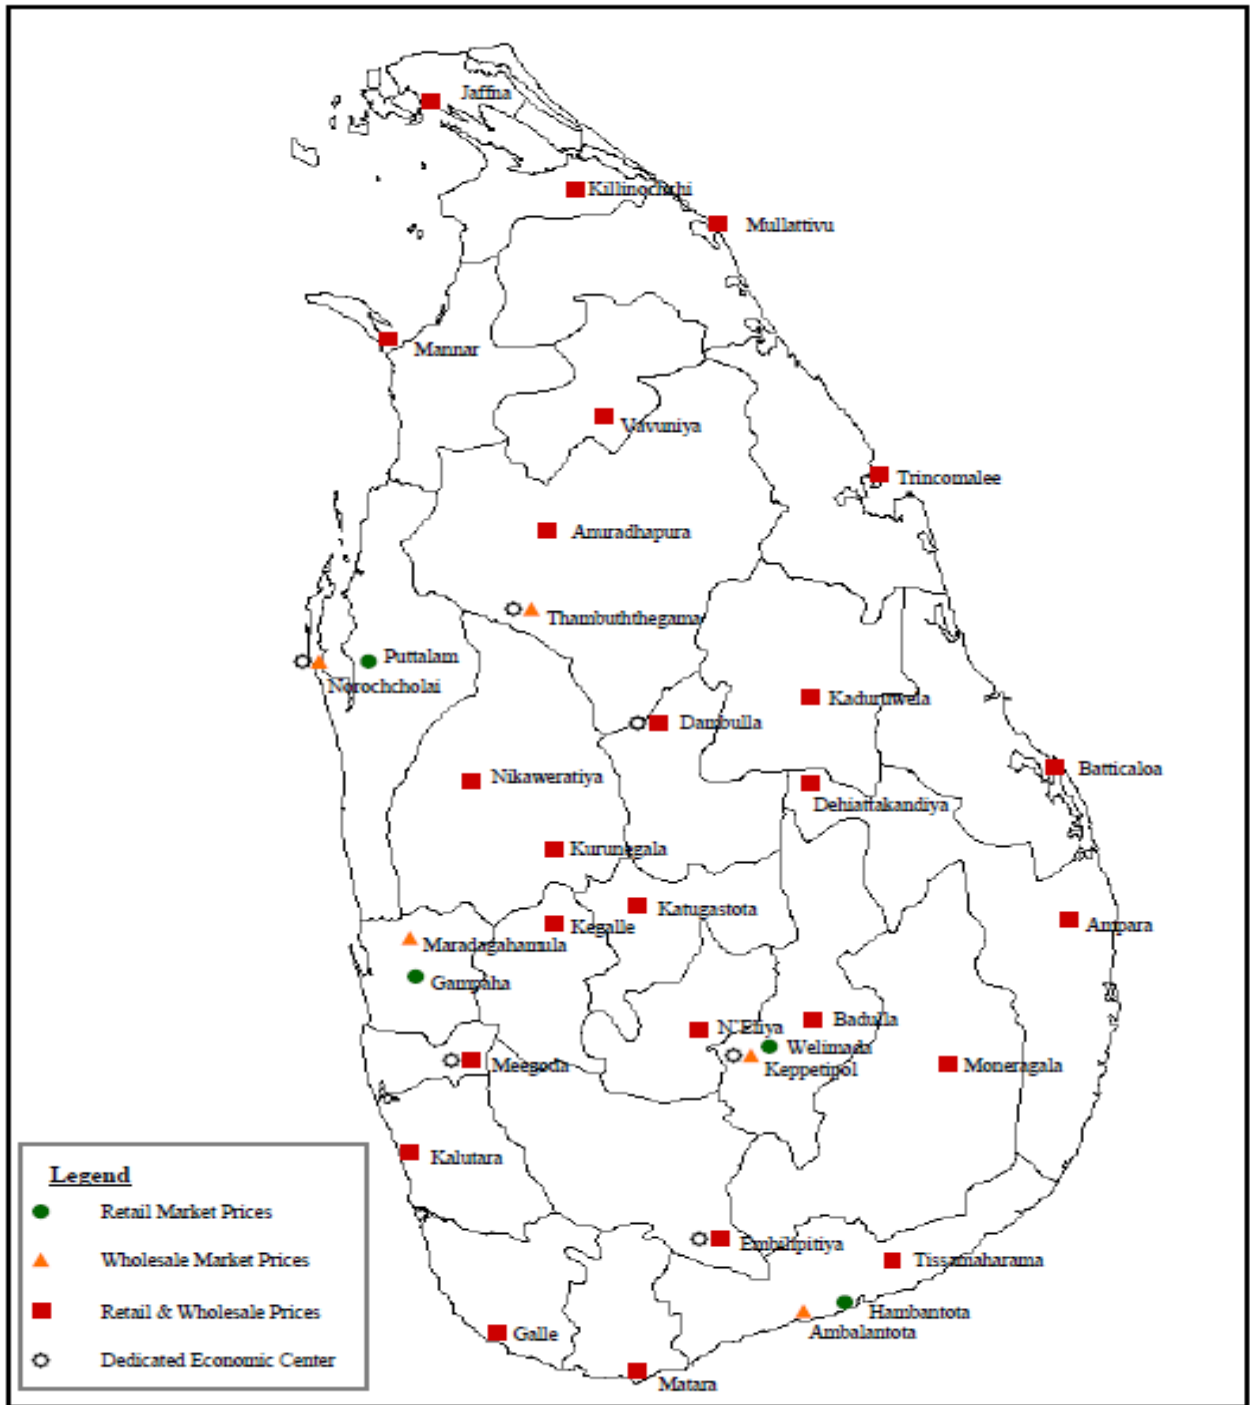 Jaffna
Killinochchi
Mullattivu
Mannar
Vavuniya
Trincomalee
Anuradhapura
Thambuththegama
Puttalam
Norochcholai
Kaduruwela
Dambulla
Batticaloa
Nikaweratiya
Dehiattakandiya
Kurunegala
Katugastota
Kegalle
Ampara
Maradagahamula
Gampaha
N'Eliya
Badulla
Welimada
Keppetipol
Meegoda
Moneragala
Kalutara
Embilipitiya
Tissamaharama
Hambantota
Ambalantota
Galle
Matara
Legend
Retail Market Prices
Wholesale Market Prices
Retail & Wholesale Prices
Dedicated Economic Center